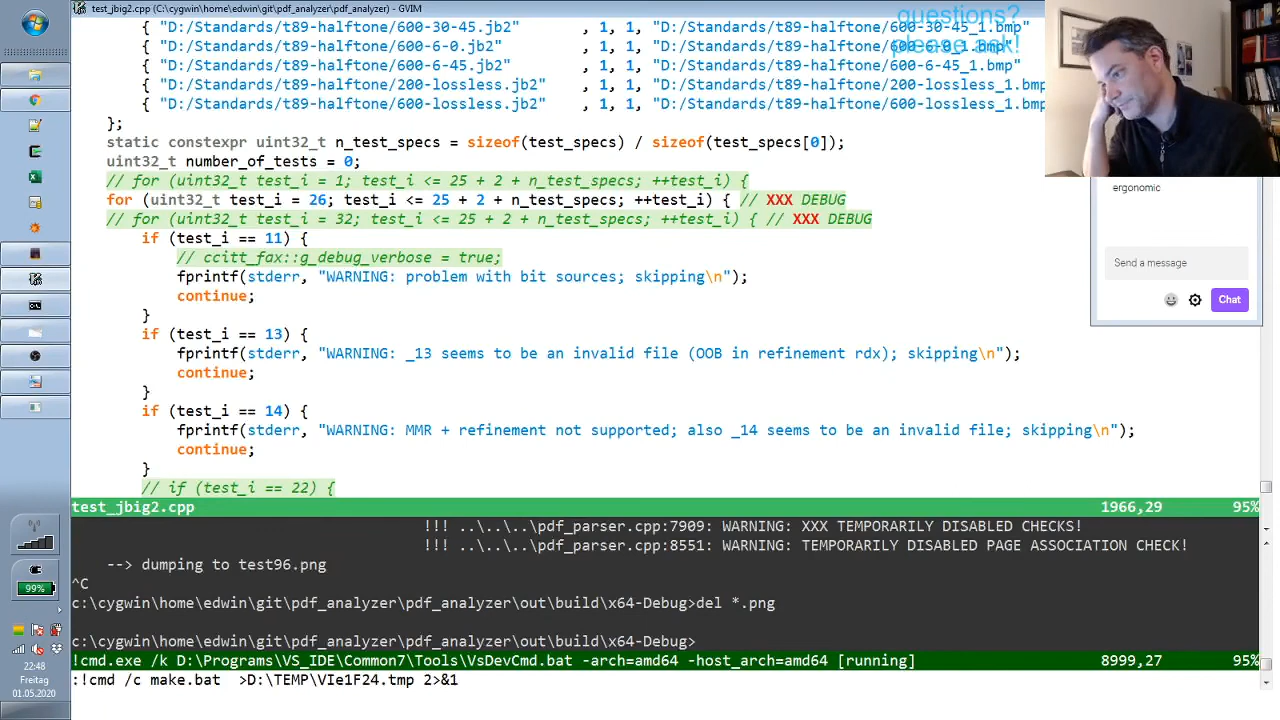 test_jbig2.cpp (D:\cygwin\home\edwin\git\pdf_analyzer\pdf_analyzer) - GVIM
questions?
please ask!
{ "D:/Standards/t89-halftone/600-30-45.jb2" , 1, 1, "D:/Standards/t89-halftone/600-30-45_1.bmp"
{ "D:/Standards/t89-halftone/600-6-0.jb2" , 1, 1, "D:/Standards/t89-halftone/600-6-0_1.bmp"
{ "D:/Standards/t89-halftone/600-6-45.jb2" , 1, 1, "D:/Standards/t89-halftone/600-6-45_1.bmp"
{ "D:/Standards/t89-halftone/200-lossless.jb2" , 1, 1, "D:/Standards/t89-halftone/200-lossless_1.bmp
{ "D:/Standards/t89-halftone/600-lossless.jb2" , 1, 1, "D:/Standards/t89-halftone/600-lossless_1.bmp
};
static constexpr uint32_t n_test_specs = sizeof(test_specs) / sizeof(test_specs[0]);
uint32_t number_of_tests = 0;
// for (uint32_t test_i = 1; test_i <= 25 + 2 + n_test_specs; ++test_i) {
for (uint32_t test_i = 26; test_i <= 25 + 2 + n_test_specs; ++test_i) { // XXX DEBUG
// for (uint32_t test_i = 32; test_i <= 25 + 2 + n_test_specs; ++test_i) { // XXX DEBUG
if (test_i == 11) {
// ccitt_fax::g_debug_verbose = true;
fprintf(stderr, "WARNING: problem with bit sources; skipping\n");
continue;
}
if (test_i == 13) {
fprintf(stderr, "WARNING: _13 seems to be an invalid file (OOB in refinement rdx); skipping\n");
continue;
}
if (test_i == 14) {
fprintf(stderr, "WARNING: MMR + refinement not supported; also _14 seems to be an invalid file; skipping\n");
continue;
}
// if (test_i == 22) {
test_jbig2.cpp 1966,29 95%
!!! ..\..\..\pdf_parser.cpp:7909: WARNING: XXX TEMPORARILY DISABLED CHECKS!
!!! ..\..\..\pdf_parser.cpp:8551: WARNING: TEMPORARILY DISABLED PAGE ASSOCIATION CHECK!
--> dumping to test96.png
^C
c:\cygwin\home\edwin\git\pdf_analyzer\pdf_analyzer\out\build\x64-Debug>del *.png
c:\cygwin\home\edwin\git\pdf_analyzer\pdf_analyzer\out\build\x64-Debug>
!cmd.exe /k D:\Programs\VS_IDE\Common7\Tools\VsDevCmd.bat -arch=amd64 -host_arch=amd64 [running] 8999,27 95%
:!cmd /c make.bat >D:\TEMP\VIe1F24.tmp 2>&1
ergonomic
Send a message
Chat
99%
22:48
Freitag
01.05.2020